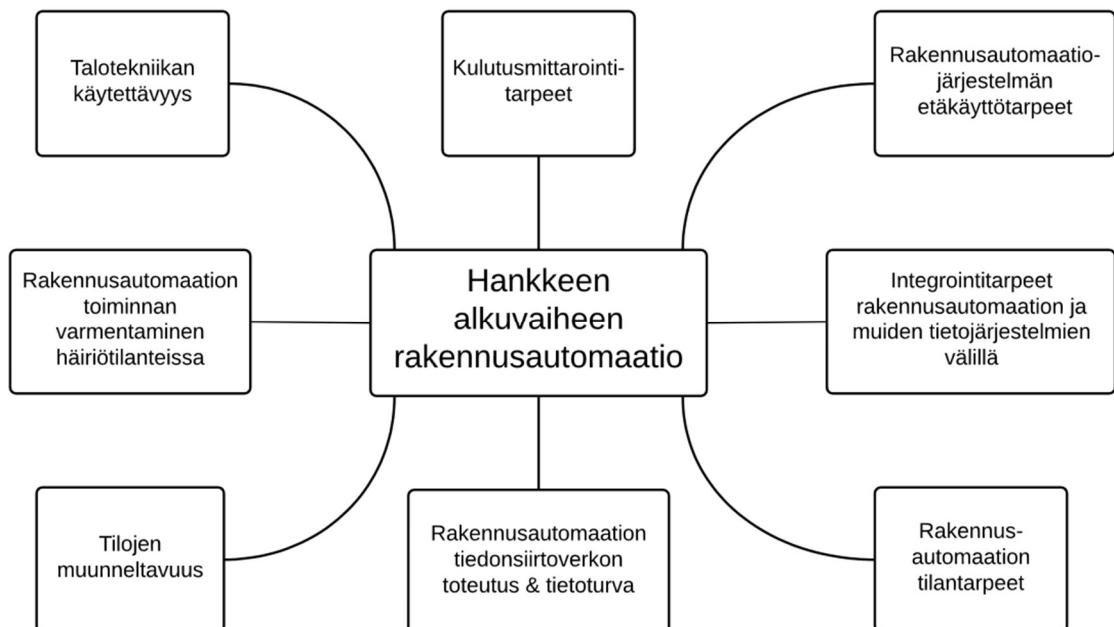 Talotekniikan
käytettävyys
Kulutusmittarointi-
tarpeet
Rakennusautomaatio-
järjestelmän
etäkäyttötarpeet
Rakennusautomaation
toiminnan
varmentaminen
häiriötilanteissa
Hankkeen
alkuvaiheen
rakennusautomaatio
Integrointitarpeet
rakennusautomaation ja
muiden tietojärjestelmien
välillä
Tilojen
muunneltavuus
Rakennusautomaation
tiedonsiirtoverkon
toteutus & tietoturva
Rakennus-
automaation
tilantarpeet